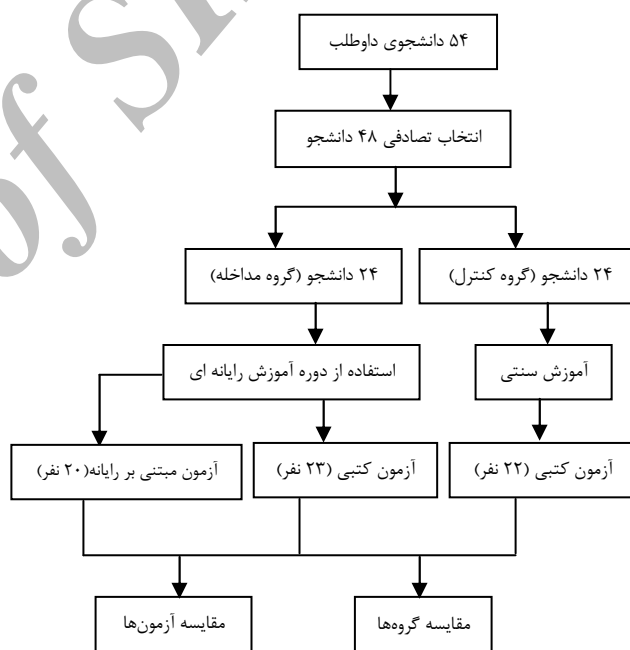 ۵۴ دانشجوی داوطلب
انتخاب تصادفی ۴۸ دانشجو
۲۴ دانشجو (گروه کنترل)
۲۴ دانشجو (گروه مداخله)
آموزش سنتی
استفاده از دوره آموزش رایانه ای
آزمون کتبی (۲۲ نفر)
آزمون کتبی (۲۳ نفر)
آزمون مبتنی بر رایانه(۲۰ نفر)
مقایسه گروه‌ها
مقایسه آزمون‌ها
of